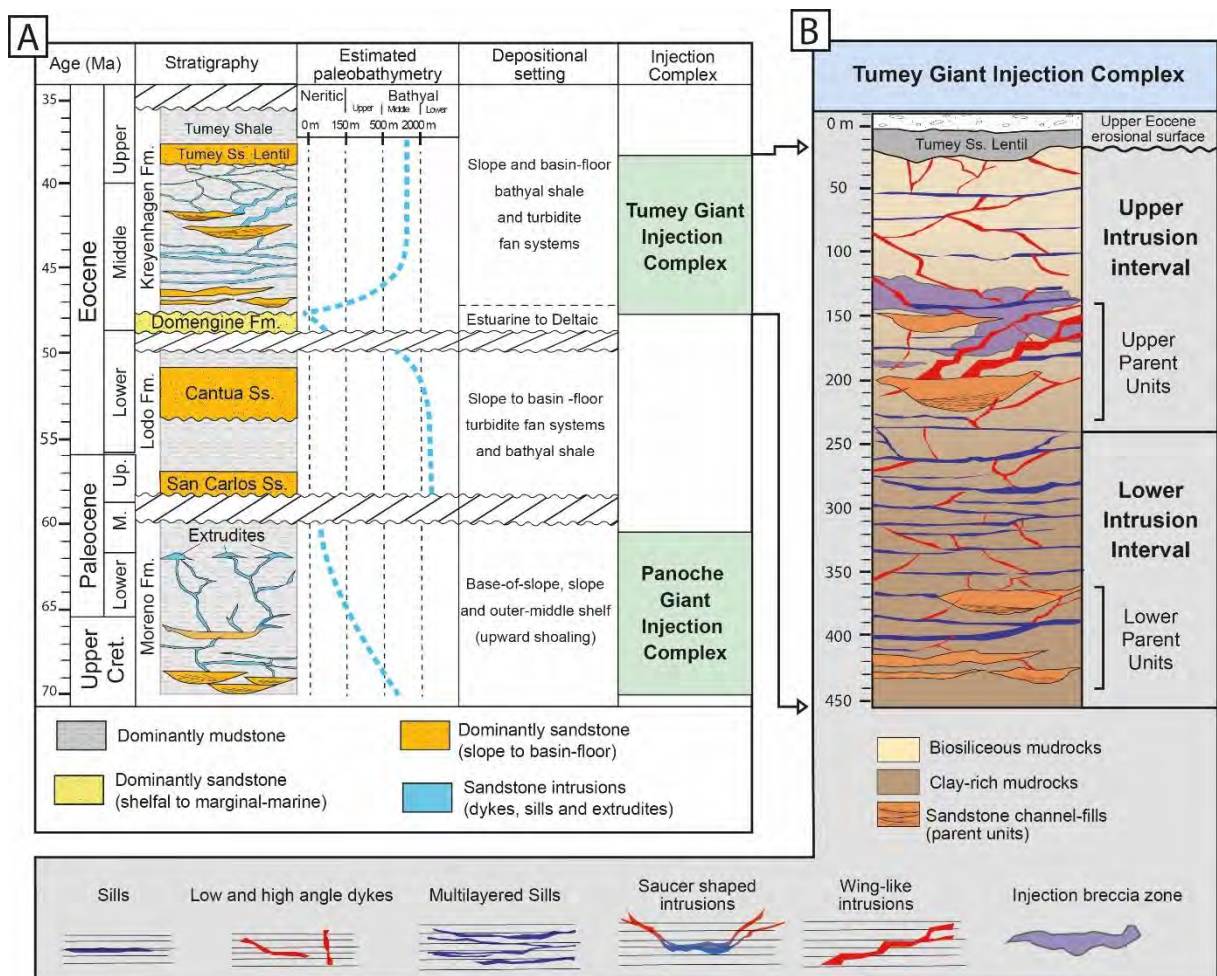 A
Age (Ma)
Stratigraphy
Estimated
paleobathymetry
Depositional
setting
Injection
Complex
Neritic
Bathyal
Upper
Middle
Lower
0 m
150 m
500 m
2000 m
35
40
45
50
55
60
65
70
Eocene
Paleocene
Upper
Cret.
Upper
Middle
Lower
Up.
M.
Lower
Kreyenhagen Fm.
Lodo Fm.
Moreno Fm.
Tumey Shale
Tumey Ss. Lentil
Domengine Fm.
Cantua Ss.
San Carlos Ss.
Extrudites
Slope and basin-floor
bathyal shale
and turbidite
fan systems
Estuarine to Deltaic
Slope to basin -floor
turbidite fan systems
and bathyal shale
Base-of-slope, slope
and outer-middle shelf
(upward shoaling)
Tumey Giant
Injection
Complex
Panoche
Giant
Injection
Complex
Dominantly mudstone
Dominantly sandstone
(shelfal to marginal-marine)
Dominantly sandstone
(slope to basin-floor)
Sandstone intrusions
(dykes, sills and extrudites)
B
Tumey Giant Injection Complex
0 m
50
100
150
200
250
300
350
400
450
Tumey Ss. Lentil
Upper Eocene
erosional surface
Upper
Intrusion
interval
Upper
Parent
Units
Lower
Intrusion
Interval
Lower
Parent
Units
Biosiliceous mudrocks
Clay-rich mudrocks
Sandstone channel-fills
(parent units)
Sills
Low and high angle dykes
Multilayered Sills
Saucer shaped
intrusions
Wing-like
intrusions
Injection breccia zone